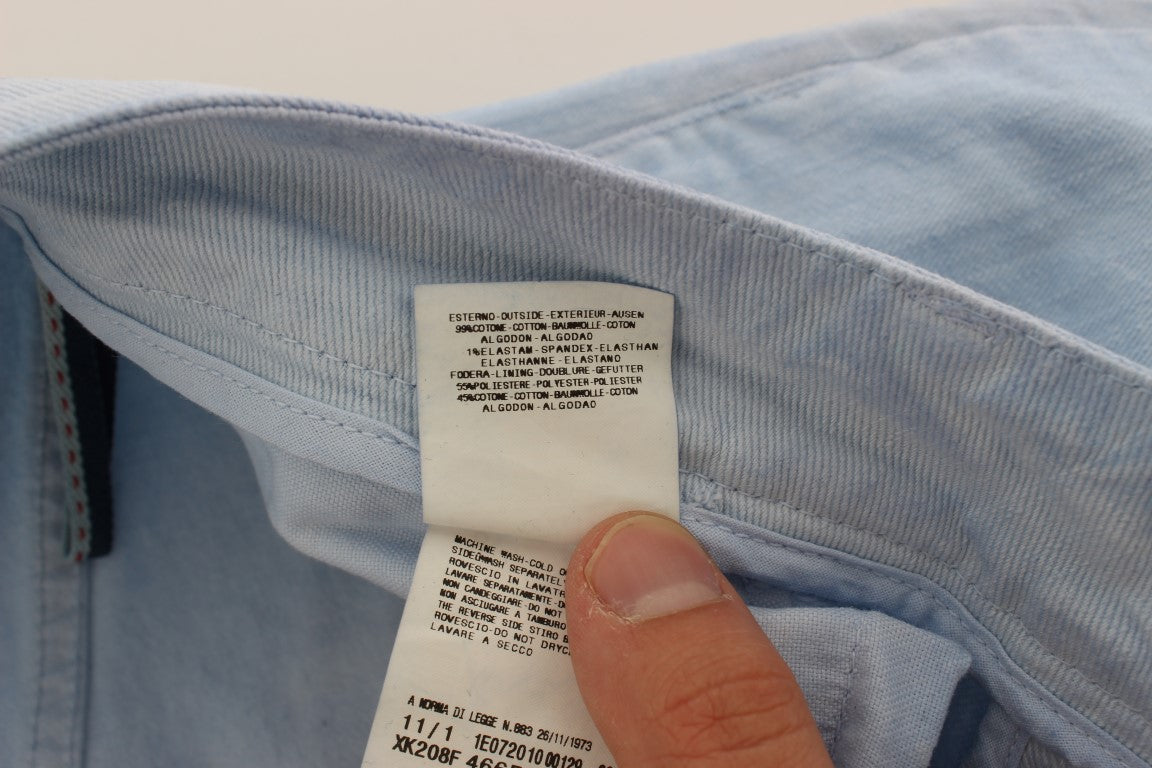 ESTERNO-OUTSIDE-EXTERIEUR-AUSEN
99%COTONE-COTTON-BAUMWOLLE-COTON
ALGODON-ALGODAO
1%ELASTAM-SPANDEX-ELASTHAN
ELASTHANNE-ELASTANO
FODERA-LINING-DOUBLURE-GEFUTTER
55%POLIESTERE-POLYESTER-POLIESTER
45%COTONE-COTTON-BAUMWOLLE-COTON
ALGODON-ALGODAO
MACHINE WASH-COLD
SIDE WASH SEPARATELY
ROVESCIO IN LAVATR
LAVARE SEPARATAMENTE-D
NON CANDEGGIARE-DO NOT
NON ASCIUGARE A TAMBURO
THE REVERSE SIDE STIRO
ROVESCIO-DO NOT DRYC
LAVARE A SECCO
A NORMA DI LEGGE N.883 26/11/1973
11/1 1E07201000129
XK208F 466